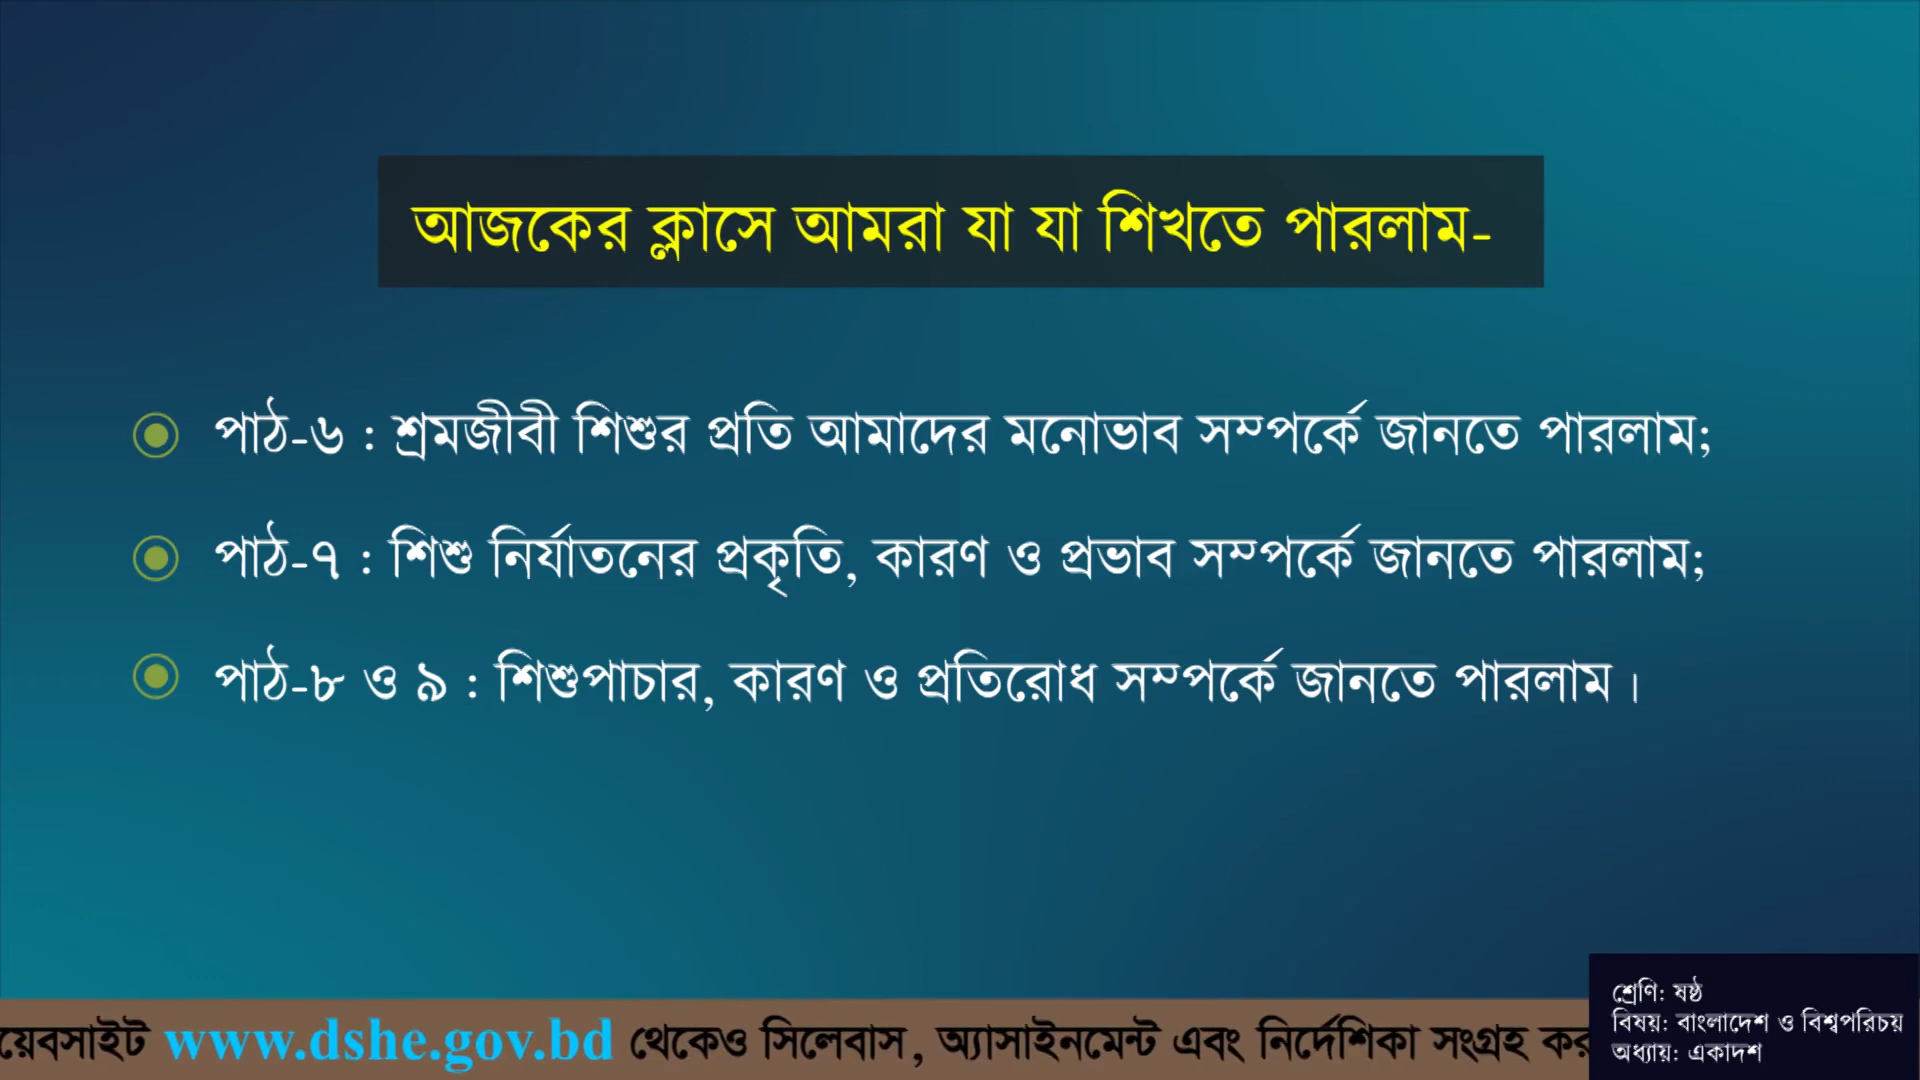 আজকের ক্লাসে আমরা যা যা শিখতে পারলাম-
পাঠ-৬ : শ্রমজীবী শিশুর প্রতি আমাদের মনোভাব সম্পর্কে জানতে পারলাম;
পাঠ-৭ : শিশু নির্যাতনের প্রকৃতি, কারণ ও প্রভাব সম্পর্কে জানতে পারলাম;
পাঠ-৮ ও ৯ : শিশুপাচার, কারণ ও প্রতিরোধ সম্পর্কে জানতে পারলাম।
য়েবসাইট www.dshe.gov.bd থেকেও সিলেবাস, অ্যাসাইনমেন্ট এবং নির্দেশিকা সংগ্রহ কর
শ্রেণি: ষষ্ঠ
বিষয়: বাংলাদেশ ও বিশ্বপরিচয়
অধ্যায়: একাদশ